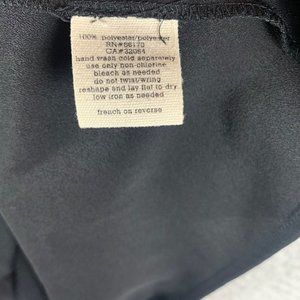 100% polyester/polyester
RN#86170
CA#32064
hand wash cold separately
use only non-chlorine
bleach as needed
do not twist/wring
reshape and lay flat to dry
low iron as needed
french on reverse